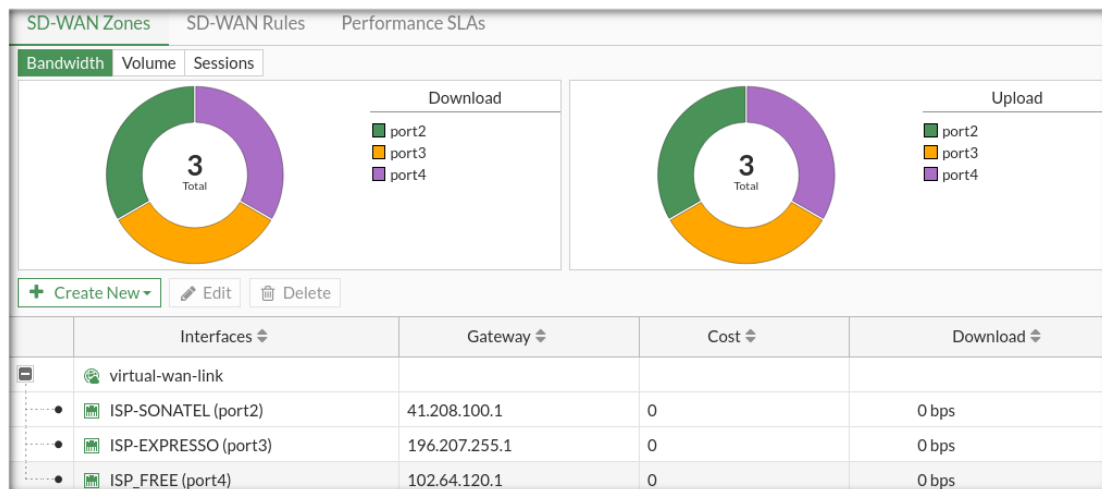 SD-WAN Zones SD-WAN Rules Performance SLAs
Bandwidth Volume Sessions
Download
port2
port3
port4
3
Total
Upload
port2
port3
port4
3
Total
Create New Edit Delete
Interfaces Gateway Cost Download
virtual-wan-link
ISP-SONATEL (port2) 41.208.100.1 0 0 bps
ISP-EXPRESSO (port3) 196.207.255.1 0 0 bps
ISP_FREE (port4) 102.64.120.1 0 0 bps